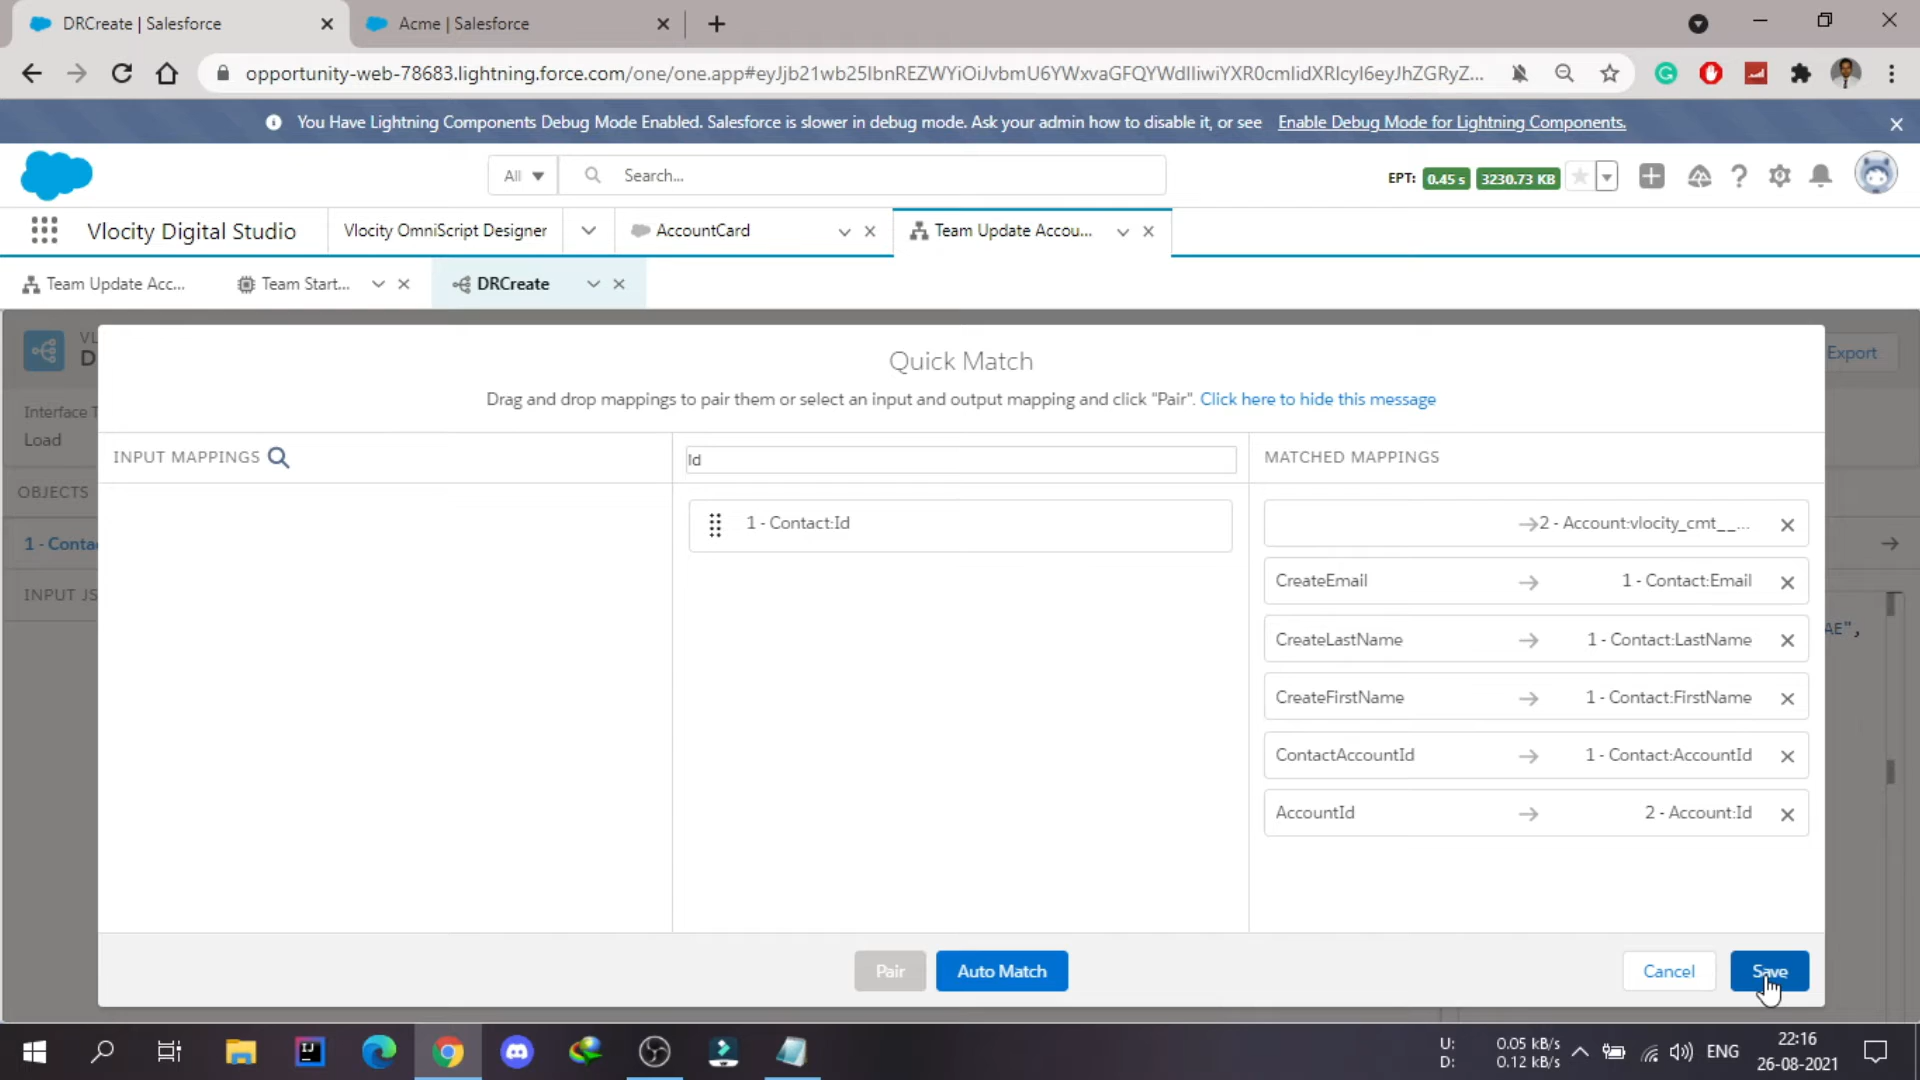 DRCreate | Salesforce
Acme | Salesforce
opportunity-web-78683.lightning.force.com/one/one.app#eyJjb21wb25lbnREZWYiOiJvbmU6YWxvaGFQYWdlIiwiYXR0cmlidXRlcyI6eyJhZGRyZ...
You Have Lightning Components Debug Mode Enabled. Salesforce is slower in debug mode. Ask your admin how to disable it, or see Enable Debug Mode for Lightning Components.
All
Search...
EPT: 0.45 s 3230.73 KB
Vlocity Digital Studio
Vlocity OmniScript Designer
AccountCard
Team Update Accou...
Team Update Acc...
Team Start...
DRCreate
VL
D
Export
Interface T
Load
OBJECTS
1 - Conta
INPUT JS
AE",
Quick Match
Drag and drop mappings to pair them or select an input and output mapping and click "Pair". Click here to hide this message
INPUT MAPPINGS
Id
MATCHED MAPPINGS
1 - Contact:Id
2 - Account:vlocity_cmt__...
CreateEmail 1 - Contact:Email
CreateLastName 1 - Contact:LastName
CreateFirstName 1 - Contact:FirstName
ContactAccountId 1 - Contact:AccountId
AccountId 2 - Account:Id
Pair
Auto Match
Cancel
Save
U: 0.05 kB/s
D: 0.12 kB/s
ENG
22:16
26-08-2021